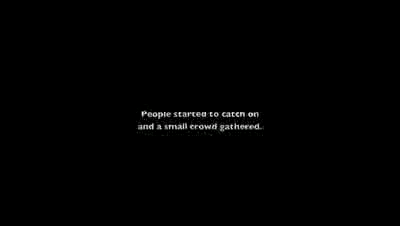 People started to catch on
and a small crowd gathered.